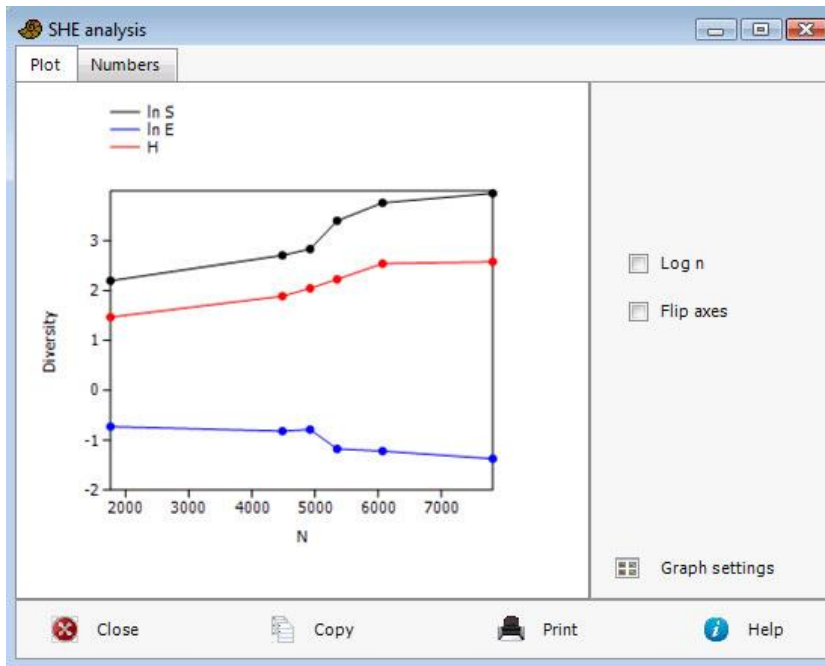 SHE analysis
Plot Numbers
ln S
ln E
H
3
2
1
0
-1
-2
Diversity
2000 3000 4000 5000 6000 7000
N
Log n
Flip axes
Graph settings
Close Copy Print Help